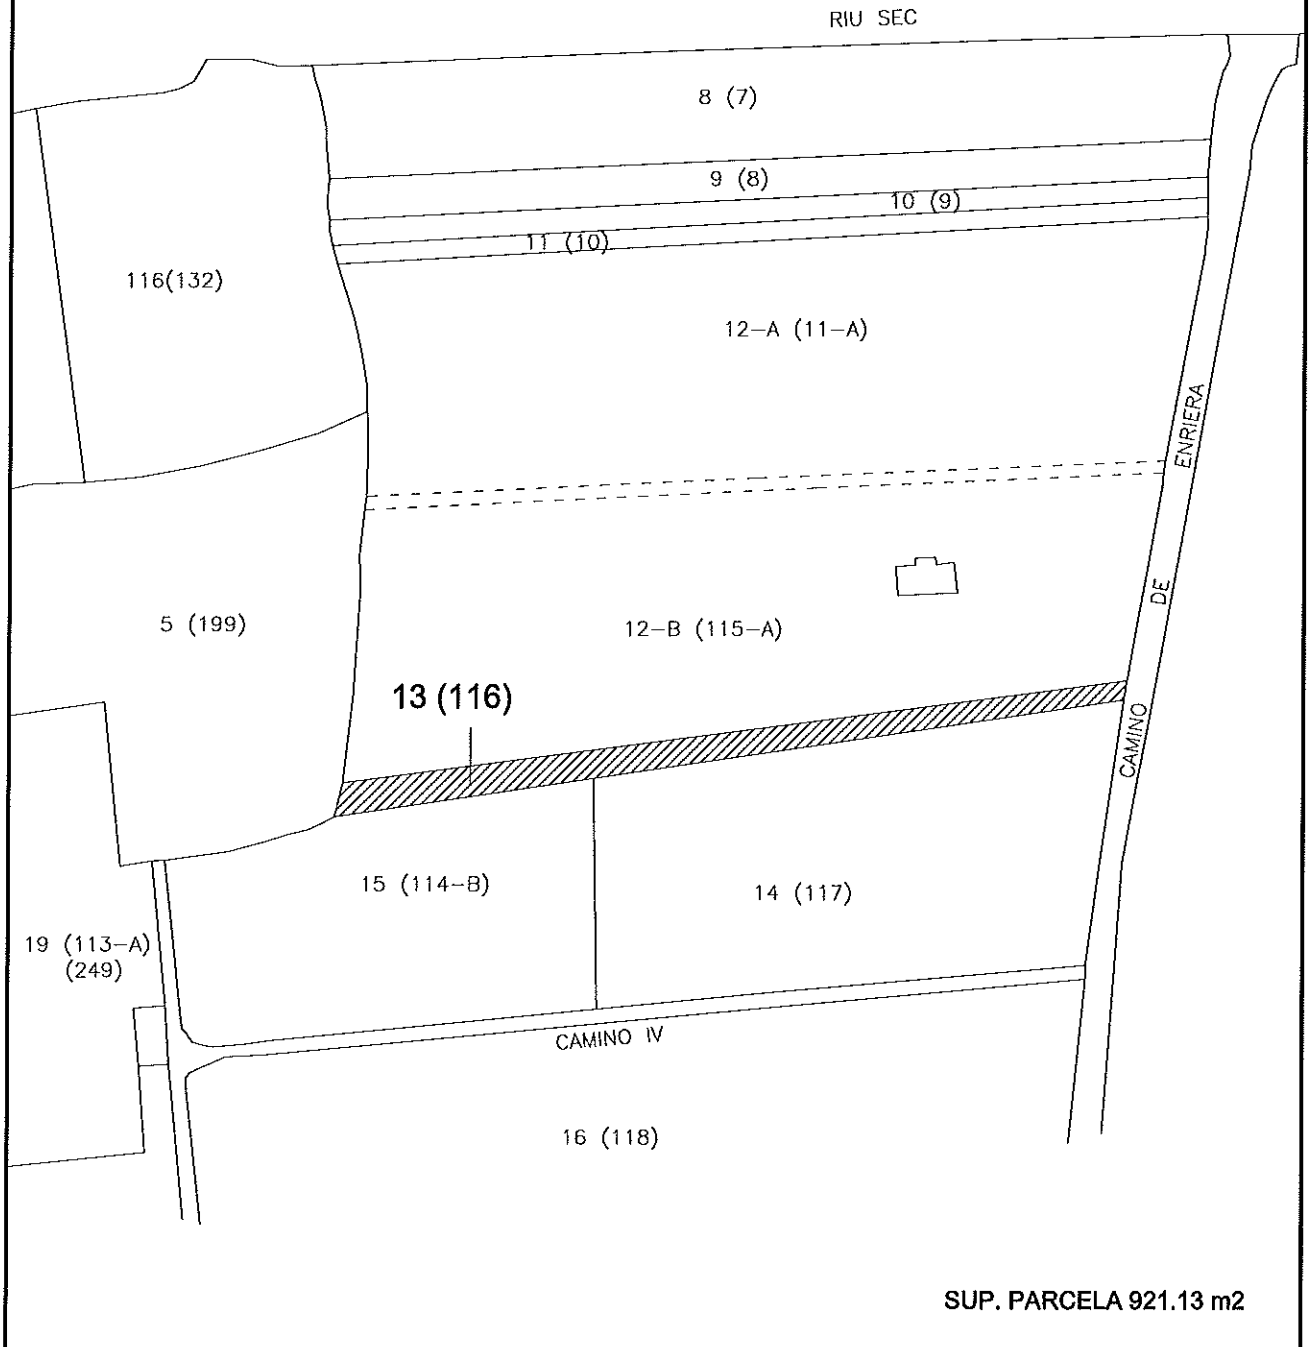 RIU SEC
8 (7)
9 (8)
10 (9)
11 (10)
116(132)
12-A (11-A)
ENRIERA
DE
CAMINO
5 (199)
12-B (115-A)
13 (116)
15 (114-B)
14 (117)
19 (113-A)
(249)
CAMINO IV
16 (118)
SUP. PARCELA 921.13 m2